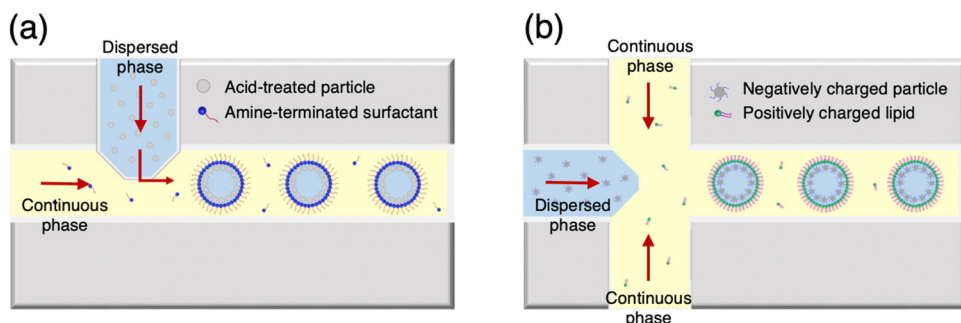 (a)
Dispersed
phase
Acid-treated particle
Amine-terminated surfactant
Continuous
phase
(b)
Continuous
phase
Negatively charged particle
Positively charged lipid
Dispersed
phase
Continuous
phase